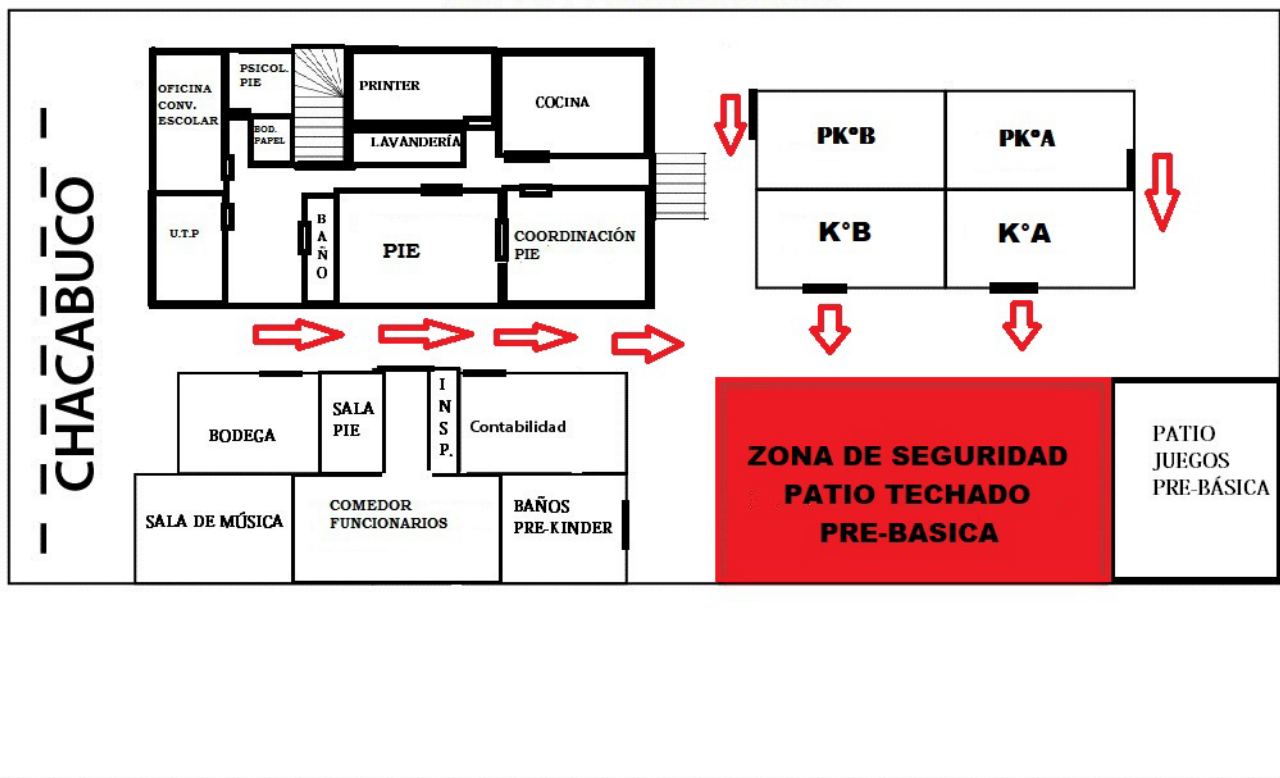 CHACABUCO
OFICINA
CONV.
ESCOLAR
PSICOL.
PIE
BOD.
PAPEL
PRINTER
LAVANDERÍA
COCINA
U.T.P
BAÑO
PIE
COORDINACIÓN
PIE
PK°B
PK°A
K°B
K°A
BODEGA
SALA
PIE
INSP.
Contabilidad
SALA DE MÚSICA
COMEDOR
FUNCIONARIOS
BAÑOS
PRE-KINDER
ZONA DE SEGURIDAD
PATIO TECHADO
PRE-BASICA
PATIO
JUEGOS
PRE-BÁSICA